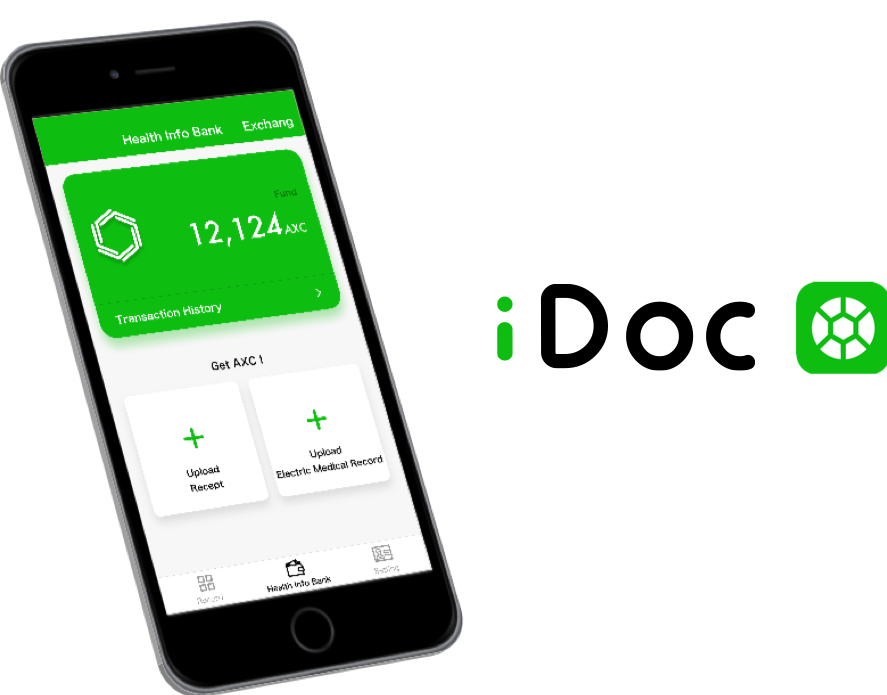 Health Info Bank Exchang
Fund
12,124 AXC
Transaction History
Get AXC !
Upload
Recept
Upload
Electric Medical Record
Health Info Bank
Setting
iDoc